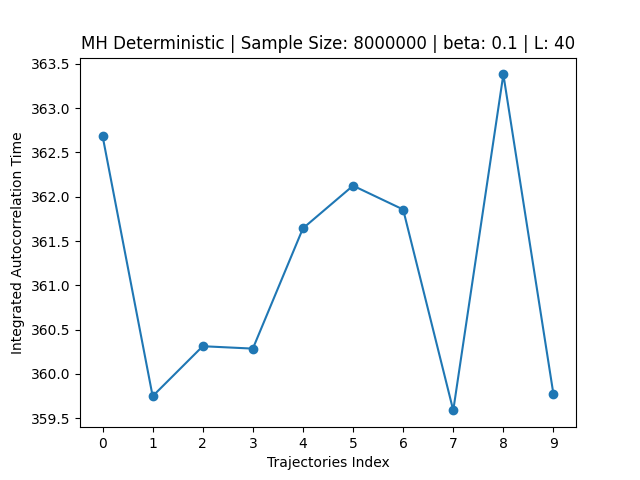 MH Deterministic | Sample Size: 8000000 | beta: 0.1 | L: 40
363.5
363.0
362.5
362.0
361.5
361.0
360.5
360.0
359.5
Integrated Autocorrelation Time
0 1 2 3 4 5 6 7 8 9
Trajectories Index